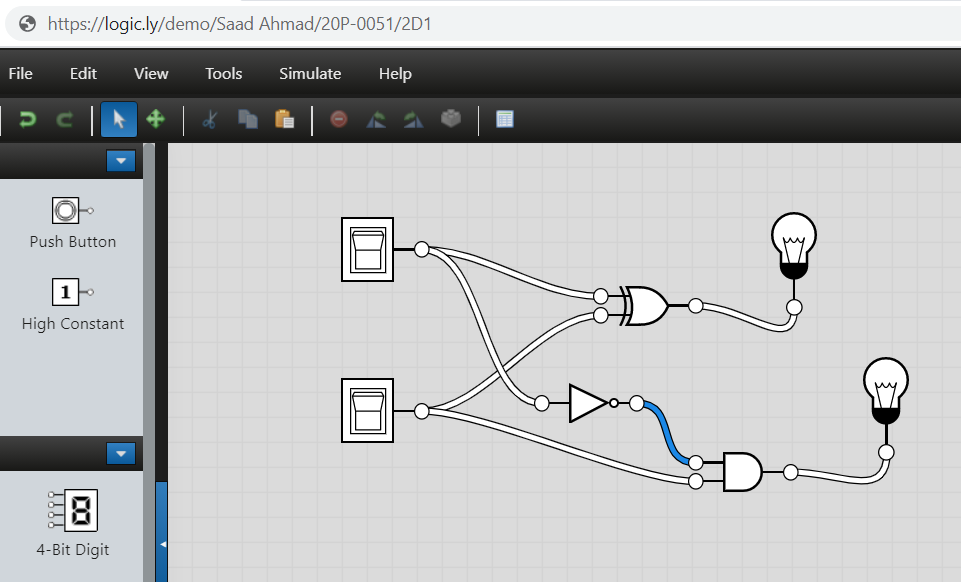 https://logic.ly/demo/Saad Ahmad/20P-0051/2D1
File Edit View Tools Simulate Help
Push Button
1
High Constant
8
4-Bit Digit